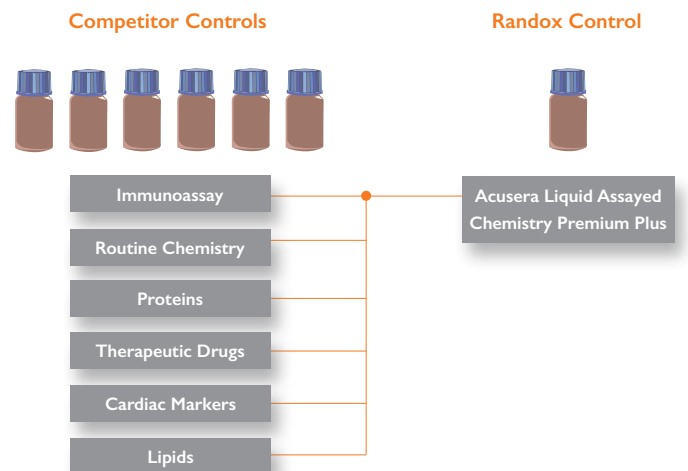 Competitor Controls
Randox Control
Immunoassay
Routine Chemistry
Proteins
Therapeutic Drugs
Cardiac Markers
Lipids
Acusera Liquid Assayed
Chemistry Premium Plus